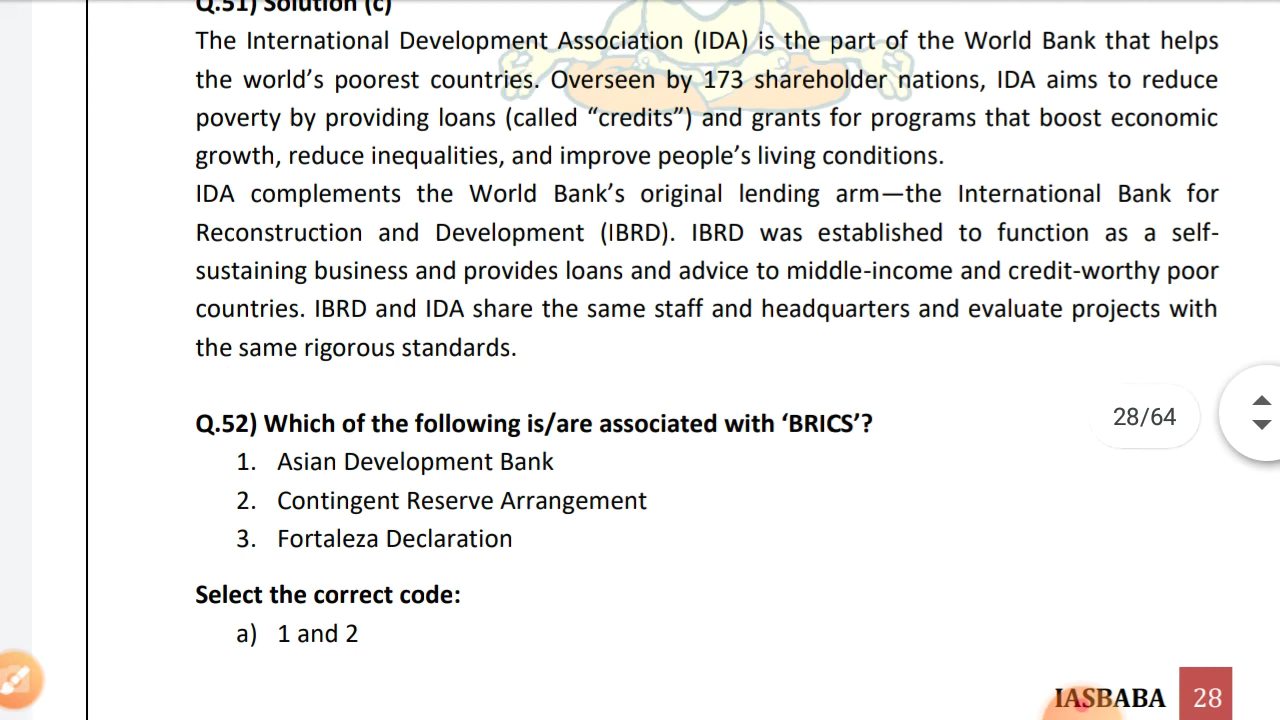 Q.51) Solution (c)
The International Development Association (IDA) is the part of the World Bank that helps
the world's poorest countries. Overseen by 173 shareholder nations, IDA aims to reduce
poverty by providing loans (called “credits”) and grants for programs that boost economic
growth, reduce inequalities, and improve people's living conditions.
IDA complements the World Bank's original lending arm—the International Bank for
Reconstruction and Development (IBRD). IBRD was established to function as a self-
sustaining business and provides loans and advice to middle-income and credit-worthy poor
countries. IBRD and IDA share the same staff and headquarters and evaluate projects with
the same rigorous standards.
Q.52) Which of the following is/are associated with ‘BRICS’?
28/64
1. Asian Development Bank
2. Contingent Reserve Arrangement
3. Fortaleza Declaration
Select the correct code:
a) 1 and 2
IASBABA 28